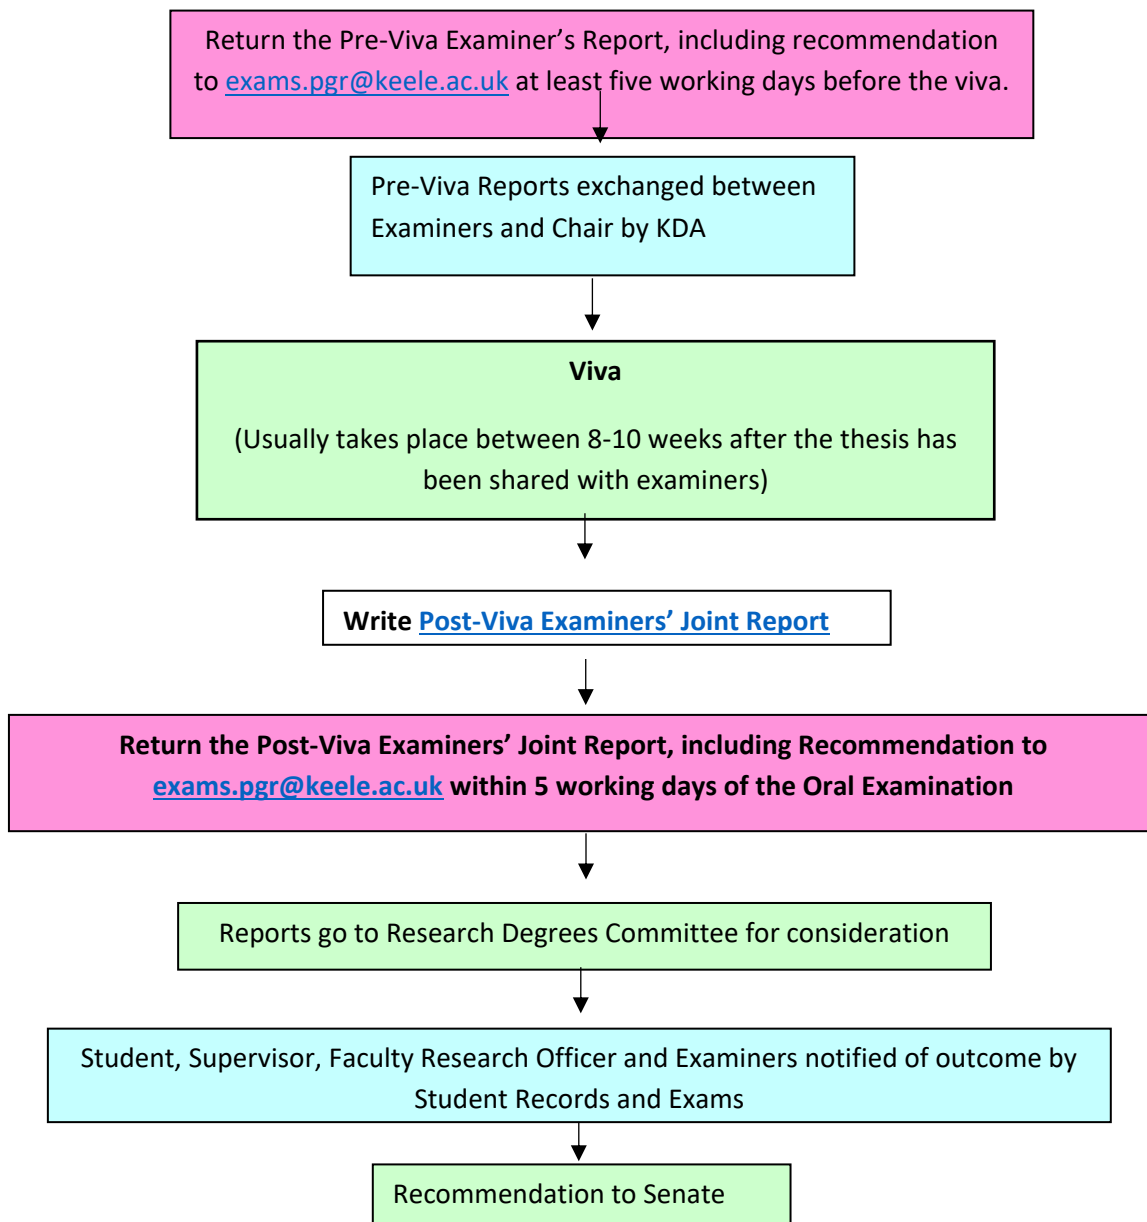 Return the Pre-Viva Examiner’s Report, including recommendation
to exams.pgr@keele.ac.uk at least five working days before the viva.
Pre-Viva Reports exchanged between
Examiners and Chair by KDA
Viva
(Usually takes place between 8-10 weeks after the thesis has
been shared with examiners)
Write Post-Viva Examiners’ Joint Report
Return the Post-Viva Examiners’ Joint Report, including Recommendation to
exams.pgr@keele.ac.uk within 5 working days of the Oral Examination
Reports go to Research Degrees Committee for consideration
Student, Supervisor, Faculty Research Officer and Examiners notified of outcome by
Student Records and Exams
Recommendation to Senate